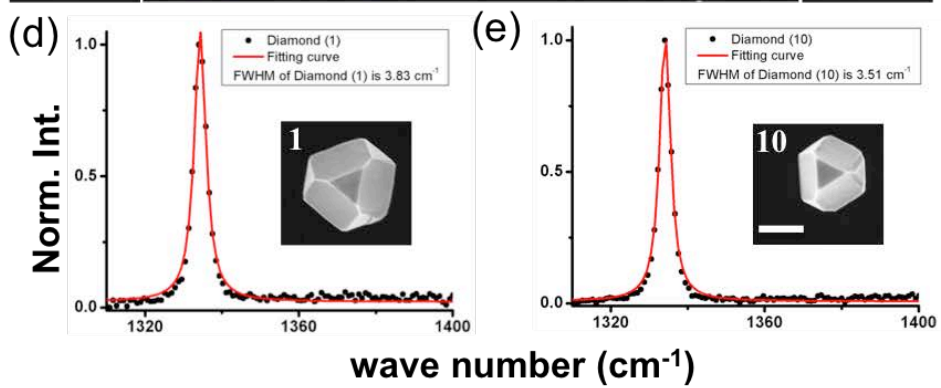 (d)
1.0
0.5
0.0
Norm. Int.
Diamond (1)
Fitting curve
FWHM of Diamond (1) is 3.83 cm⁻¹
1
1320
1360
1400
(e)
1.0
0.5
0.0
Diamond (10)
Fitting curve
FWHM of Diamond (10) is 3.51 cm⁻¹
10
1320
1360
1400
wave number (cm⁻¹)